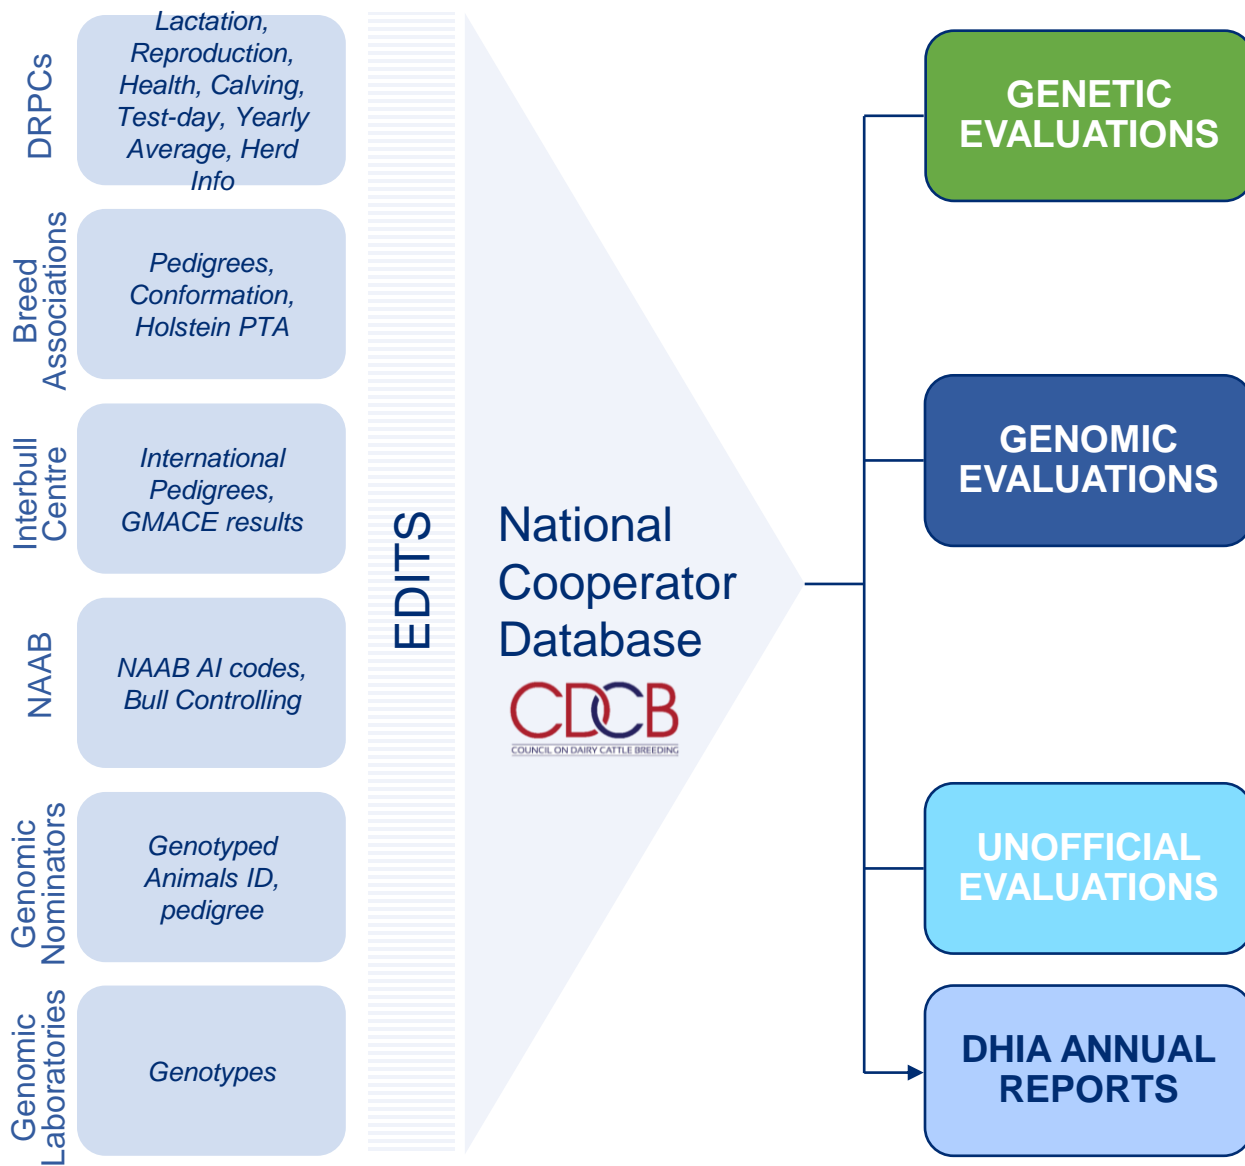 DRPCs
Lactation,
Reproduction,
Health, Calving,
Test-day, Yearly
Average, Herd
Info
Breed
Associations
Pedigrees,
Conformation,
Holstein PTA
Interbull
Centre
International
Pedigrees,
GMACE results
NAAB
NAAB AI codes,
Bull Controlling
Genomic
Nominators
Genotyped
Animals ID,
pedigree
Genomic
Laboratories
Genotypes
EDITS
National
Cooperator
Database
CDCB
COUNCIL ON DAIRY CATTLE BREEDING
GENETIC
EVALUATIONS
GENOMIC
EVALUATIONS
UNOFFICIAL
EVALUATIONS
DHIA ANNUAL
REPORTS